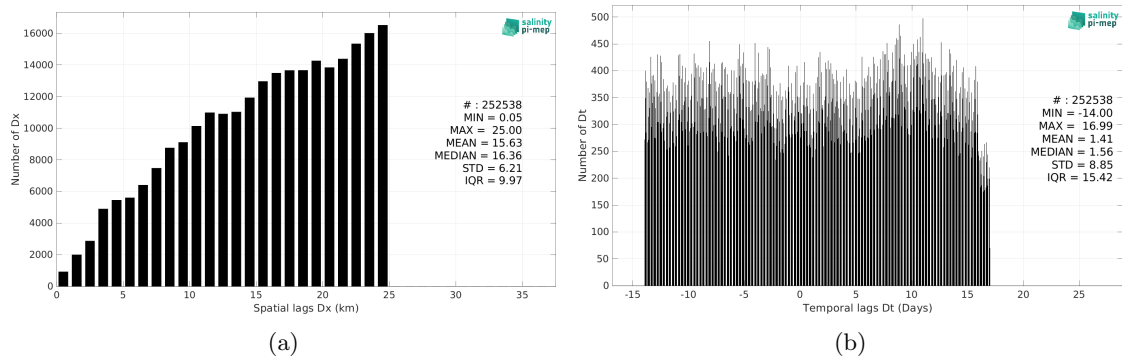 salinity
pi-mep
16000
14000
12000
10000
8000
6000
4000
2000
0
Number of Dx
# : 252538
MIN = 0.05
MAX = 25.00
MEAN = 15.63
MEDIAN = 16.36
STD = 6.21
IQR = 9.97
0 5 10 15 20 25 30 35
Spatial lags Dx (km)
(a)
salinity
pi-mep
500
450
400
350
300
250
200
150
100
50
0
Number of Dt
# : 252538
MIN = -14.00
MAX = 16.99
MEAN = 1.41
MEDIAN = 1.56
STD = 8.85
IQR = 15.42
-15 -10 -5 0 5 10 15 20 25
Temporal lags Dt (Days)
(b)